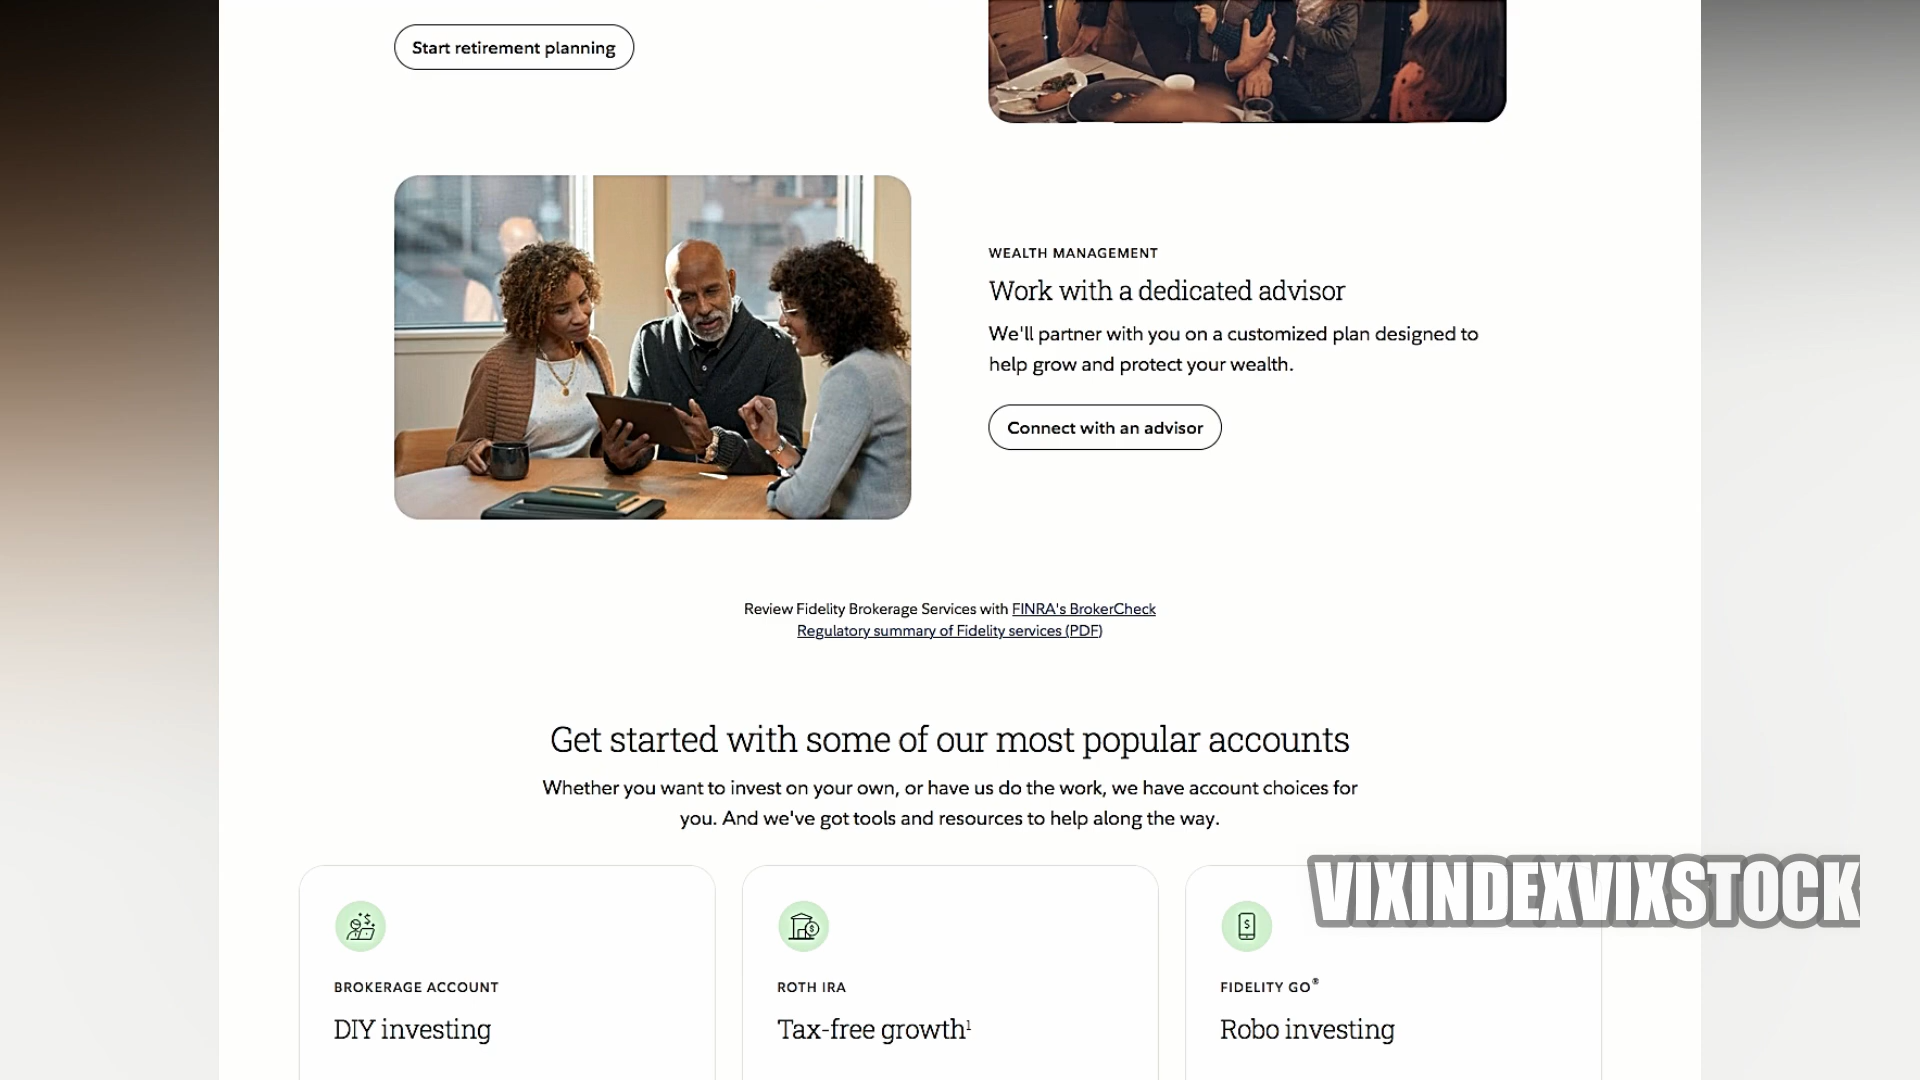 Start retirement planning
WEALTH MANAGEMENT
Work with a dedicated advisor
We'll partner with you on a customized plan designed to
help grow and protect your wealth.
Connect with an advisor
Review Fidelity Brokerage Services with FINRA's BrokerCheck
Regulatory summary of Fidelity services (PDF)
Get started with some of our most popular accounts
Whether you want to invest on your own, or have us do the work, we have account choices for
you. And we've got tools and resources to help along the way.
VIXINDEXVIXSTOCK
BROKERAGE ACCOUNT
DIY investing
ROTH IRA
Tax-free growth¹
FIDELITY GO®
Robo investing